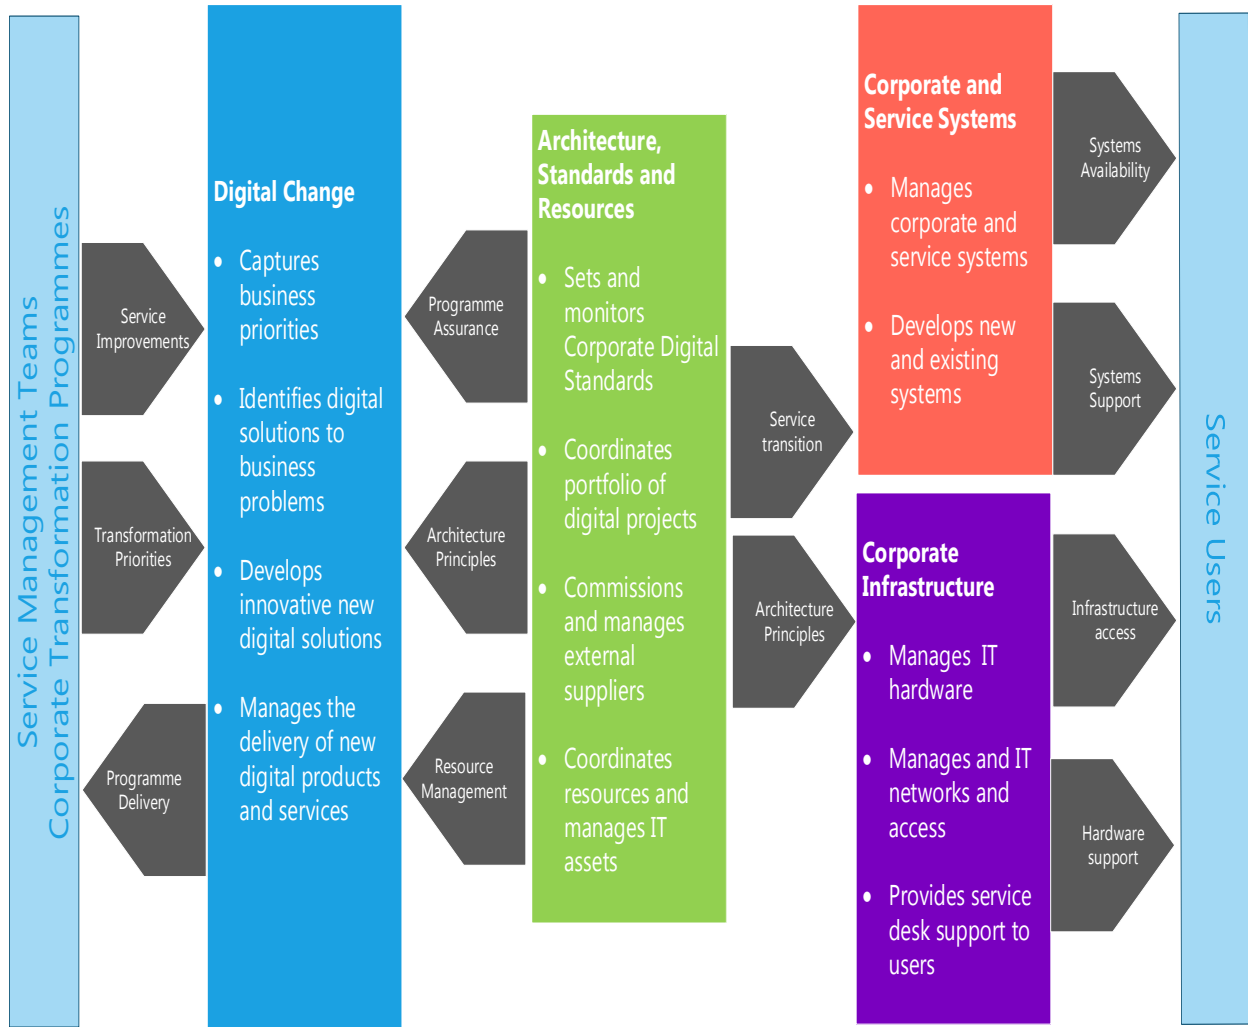 Service Management Teams
Corporate Transformation Programmes
Service
Improvements
Transformation
Priorities
Programme
Delivery
Digital Change
• Captures
business
priorities
• Identifies digital
solutions to
business
problems
• Develops
innovative new
digital solutions
• Manages the
delivery of new
digital products
and services
Programme
Assurance
Architecture
Principles
Resource
Management
Architecture,
Standards and
Resources
• Sets and
monitors
Corporate Digital
Standards
• Coordinates
portfolio of
digital projects
• Commissions
and manages
external
suppliers
• Coordinates
resources and
manages IT
assets
Service
transition
Architecture
Principles
Corporate and
Service Systems
• Manages
corporate and
service systems
• Develops new
and existing
systems
Corporate
Infrastructure
• Manages IT
hardware
• Manages and IT
networks and
access
• Provides service
desk support to
users
Systems
Availability
Systems
Support
Infrastructure
access
Hardware
support
Service Users